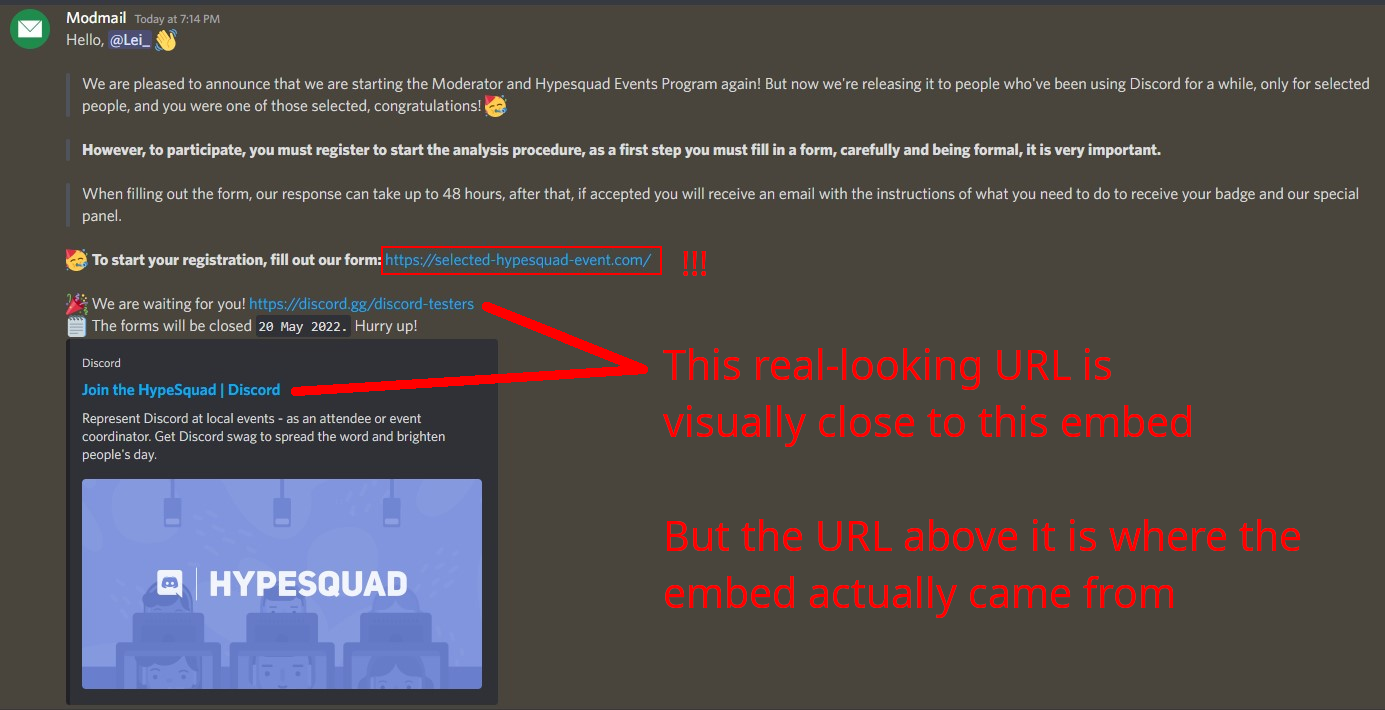 Modmail Today at 7:14 PM
Hello, @Lei_
We are pleased to announce that we are starting the Moderator and Hypesquad Events Program again! But now we're releasing it to people who've been using Discord for a while, only for selected
people, and you were one of those selected, congratulations!
However, to participate, you must register to start the analysis procedure, as a first step you must fill in a form, carefully and being formal, it is very important.
When filling out the form, our response can take up to 48 hours, after that, if accepted you will receive an email with the instructions of what you need to do to receive your badge and our special
panel.
To start your registration, fill out our form: https://selected-hypesquad-event.com/ !!!
We are waiting for you! https://discord.gg/discord-testers
The forms will be closed 20 May 2022. Hurry up!
Discord
Join the HypeSquad | Discord
Represent Discord at local events - as an attendee or event
coordinator. Get Discord swag to spread the word and brighten
people's day.
HYPESQUAD
This real-looking URL is
visually close to this embed
But the URL above it is where the
embed actually came from